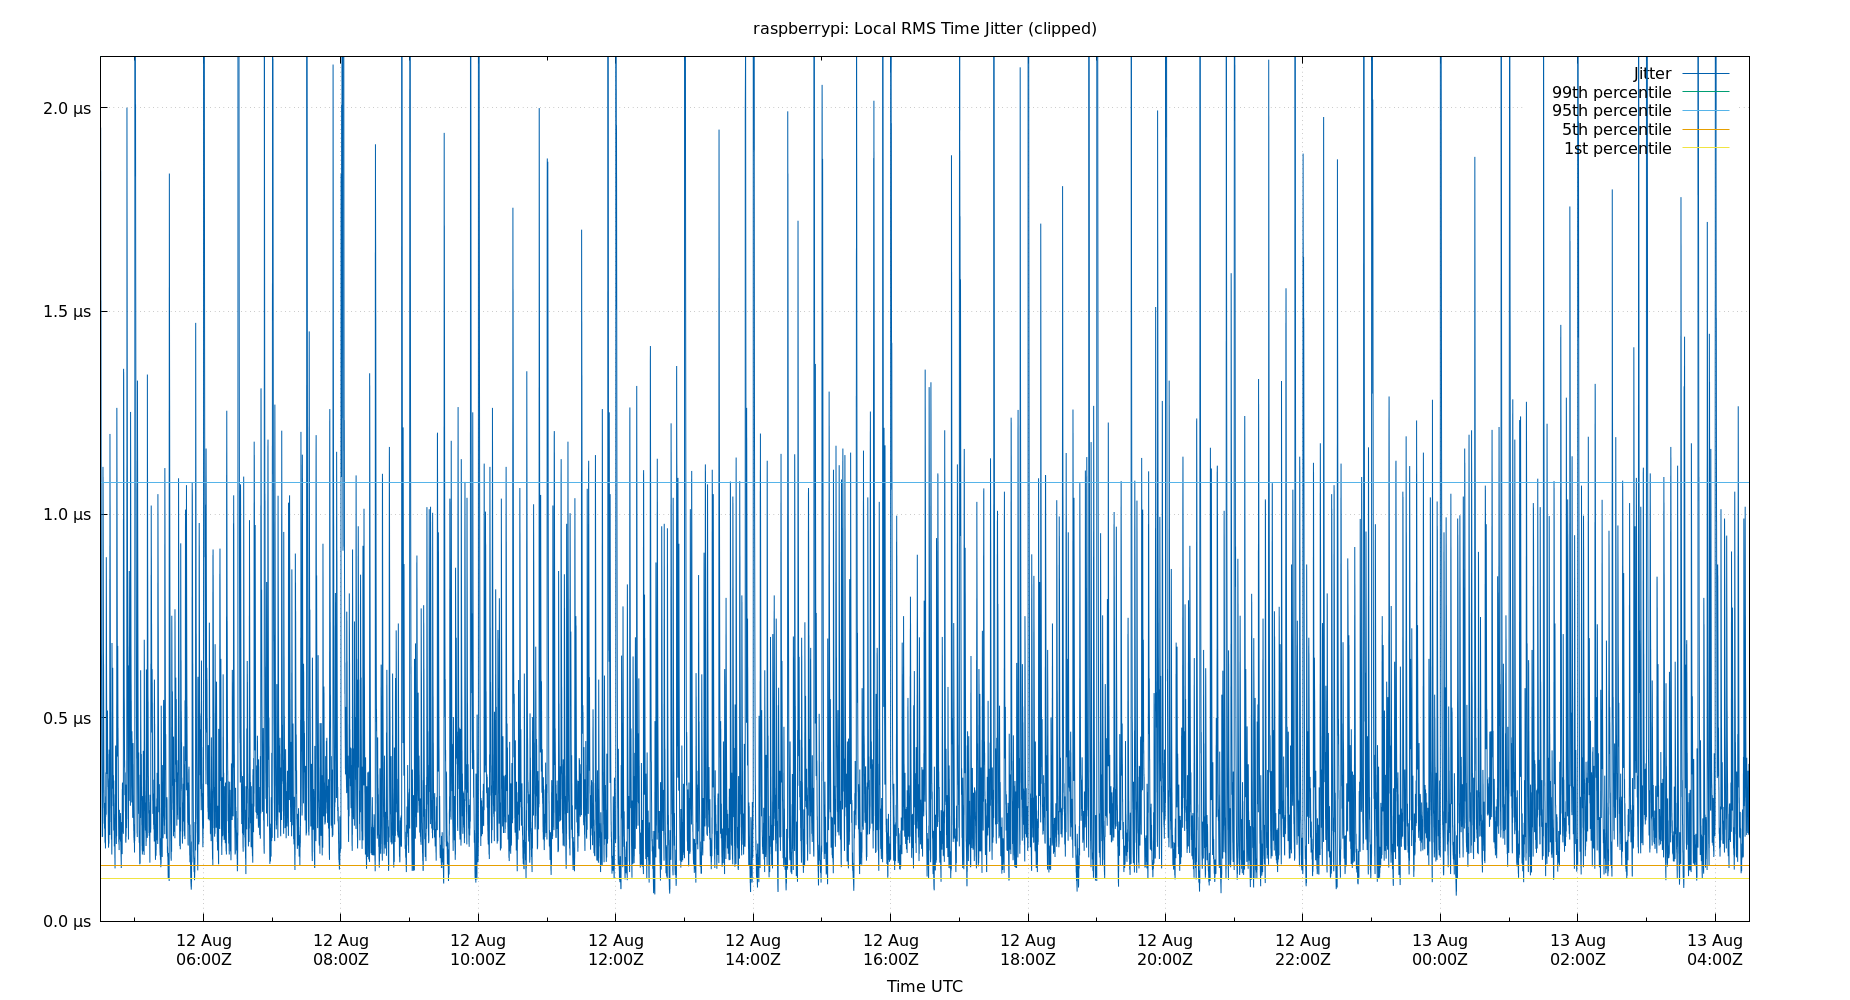 raspberrypi: Local RMS Time Jitter (clipped)
Jitter
99th percentile
95th percentile
5th percentile
1st percentile
2.0 µs
1.5 µs
1.0 µs
0.5 µs
0.0 µs
12 Aug 12 Aug 12 Aug 12 Aug 12 Aug 12 Aug 12 Aug 12 Aug 12 Aug 13 Aug 13 Aug 13 Aug
06:00Z 08:00Z 10:00Z 12:00Z 14:00Z 16:00Z 18:00Z 20:00Z 22:00Z 00:00Z 02:00Z 04:00Z
Time UTC